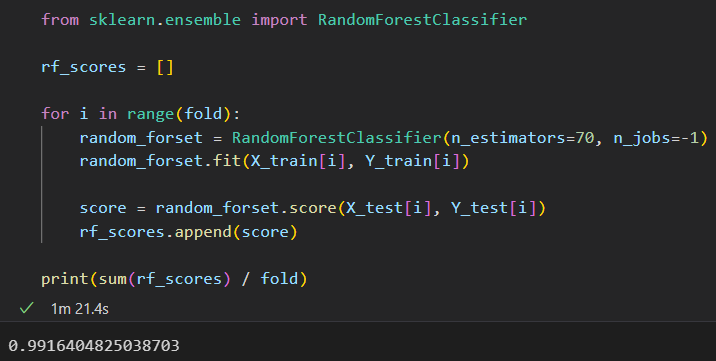 from sklearn.ensemble import RandomForestClassifier
rf_scores = []
for i in range(fold):
random_forset = RandomForestClassifier(n_estimators=70, n_jobs=-1)
random_forset.fit(X_train[i], Y_train[i])
score = random_forset.score(X_test[i], Y_test[i])
rf_scores.append(score)
print(sum(rf_scores) / fold)
1m 21.4s
0.9916404825038703